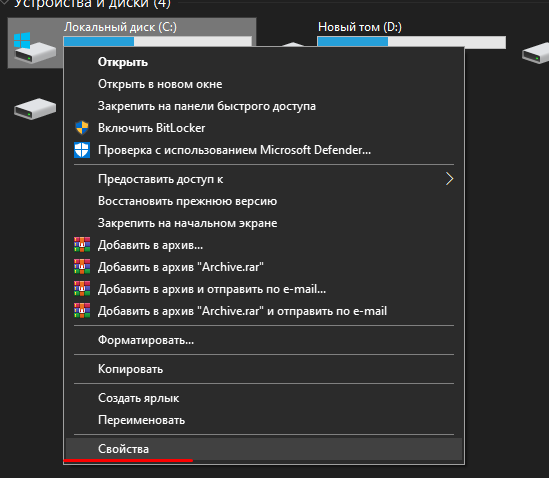 Устройства и диски (4)
Локальный диск (C:)
Новый том (D:)
Открыть
Открыть в новом окне
Закрепить на панели быстрого доступа
Включить BitLocker
Проверка с использованием Microsoft Defender...
Предоставить доступ к
Восстановить прежнюю версию
Закрепить на начальном экране
Добавить в архив...
Добавить в архив "Archive.rar"
Добавить в архив и отправить по e-mail...
Добавить в архив "Archive.rar" и отправить по e-mail
Форматировать...
Копировать
Создать ярлык
Переименовать
Свойства